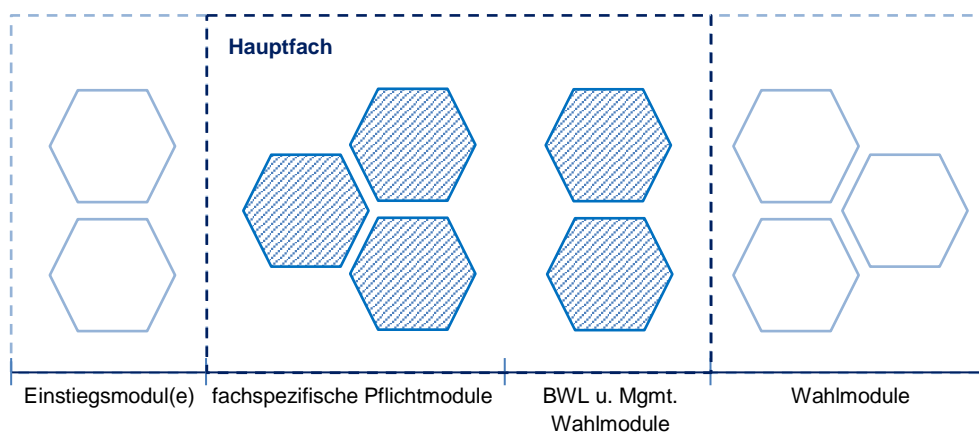 Hauptfach
Einstiegsmodul(e)
fachspezifische Pflichtmodule
BWL u. Mgmt.
Wahlmodule
Wahlmodule